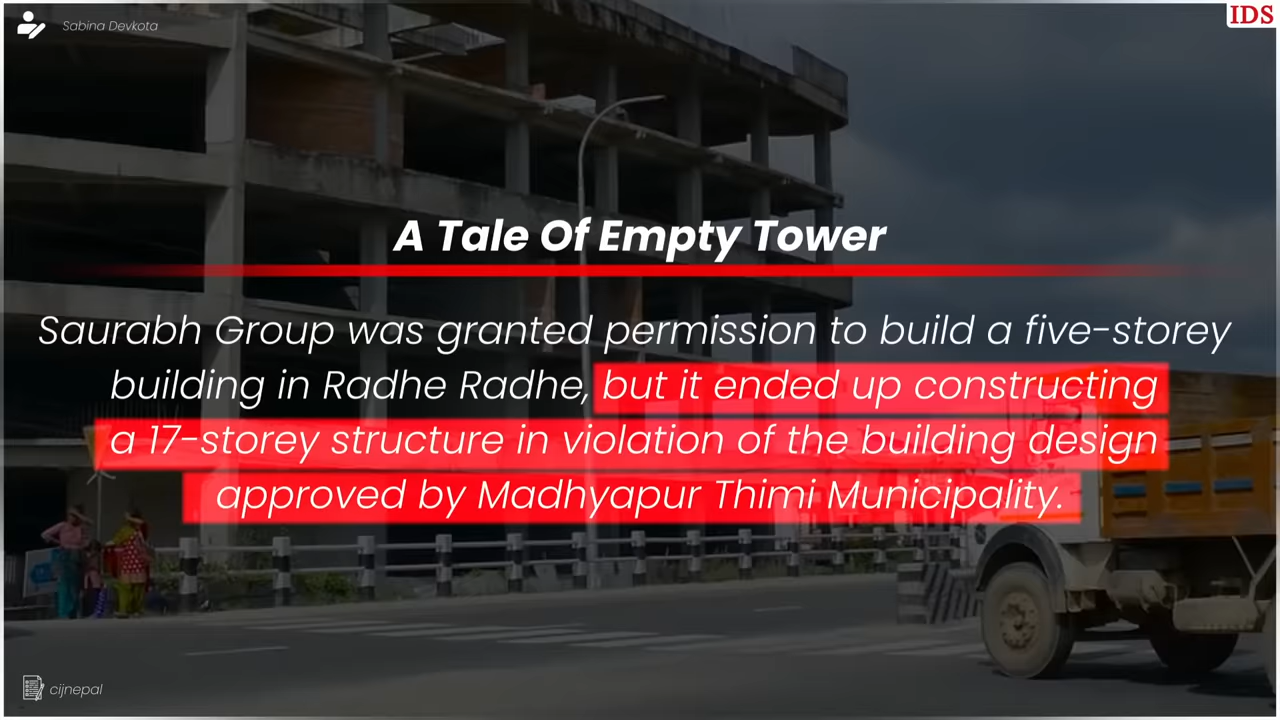 Sabina Devkota
IDS
A Tale Of Empty Tower
Saurabh Group was granted permission to build a five-storey
building in Radhe Radhe, but it ended up constructing
a 17-storey structure in violation of the building design
approved by Madhyapur Thimi Municipality.
cijnepal